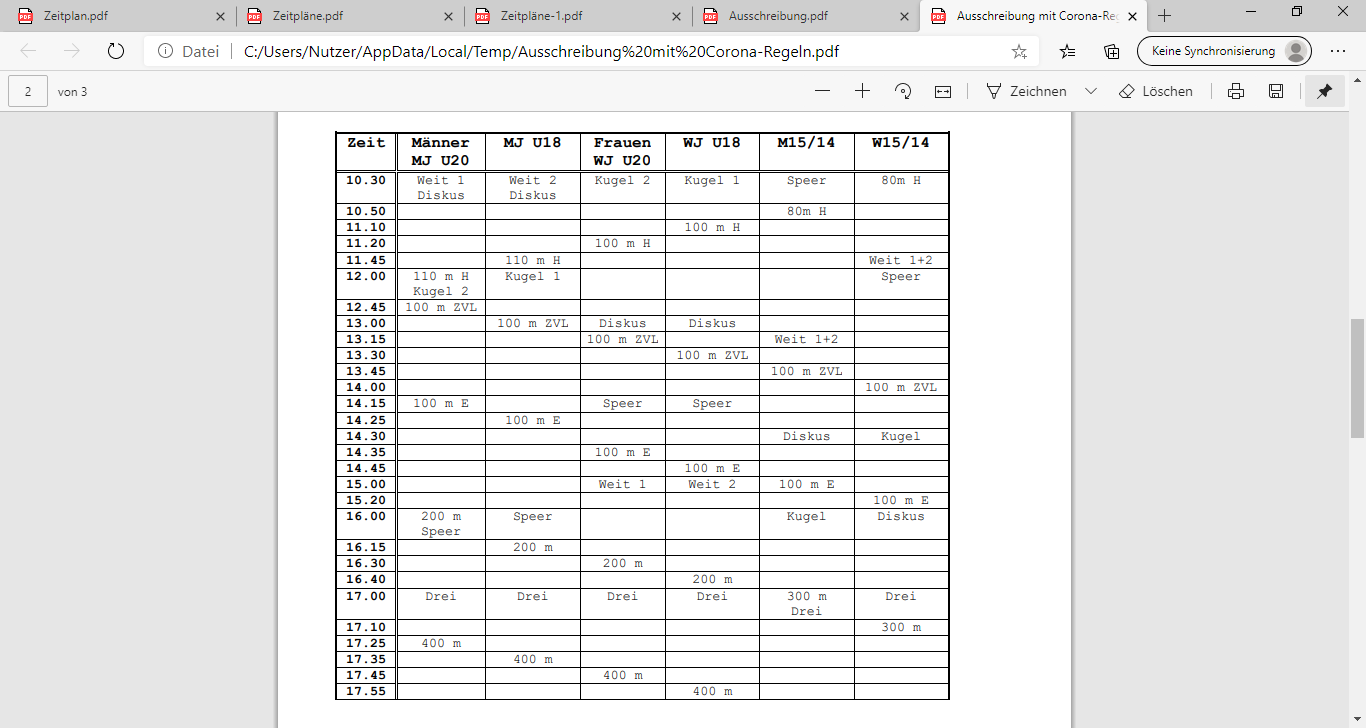 Zeitplan.pdf
Zeitpläne.pdf
Zeitpläne-1.pdf
Ausschreibung.pdf
Ausschreibung mit Corona-Reg
Datei C:/Users/Nutzer/AppData/Local/Temp/Ausschreibung%20mit%20Corona-Regeln.pdf
Keine Synchronisierung
2 von 3
Zeichnen
Löschen
Zeit Männer MJ U18 Frauen WJ U18 M15/14 W15/14
MJ U20 WJ U20
10.30 Weit 1 Weit 2 Kugel 2 Kugel 1 Speer 80m H
Diskus Diskus
10.50 80m H
11.10 100 m H
11.20 100 m H
11.45 110 m H Weit 1+2
12.00 110 m H Kugel 1 Speer
Kugel 2
12.45 100 m ZVL
13.00 100 m ZVL Diskus Diskus
13.15 100 m ZVL Weit 1+2
13.30 100 m ZVL
13.45 100 m ZVL
14.00 100 m ZVL
14.15 100 m E Speer Speer
14.25 100 m E
14.30 Diskus Kugel
14.35 100 m E
14.45 100 m E
15.00 Weit 1 Weit 2 100 m E
15.20 100 m E
16.00 200 m Speer Kugel Diskus
Speer
16.15 200 m
16.30 200 m
16.40 200 m
17.00 Drei Drei Drei Drei 300 m Drei
Drei
17.10 300 m
17.25 400 m
17.35 400 m
17.45 400 m
17.55 400 m